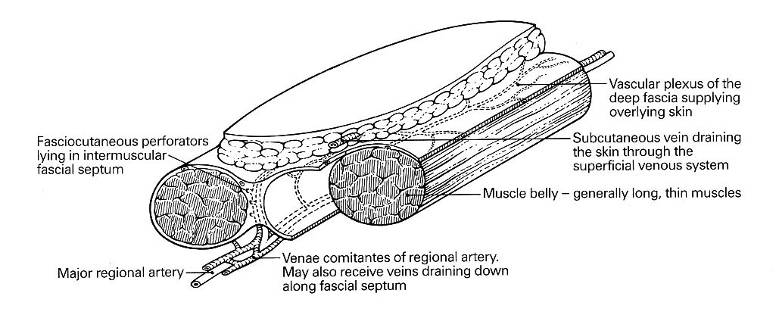 Vascular plexus of the
deep fascia supplying
overlying skin
Fasciocutaneous perforators
lying in intermuscular
fascial septum
Subcutaneous vein draining
the skin through the
superficial venous system
Muscle belly – generally long, thin muscles
Major regional artery
Venae comitantes of regional artery.
May also receive veins draining down
along fascial septum